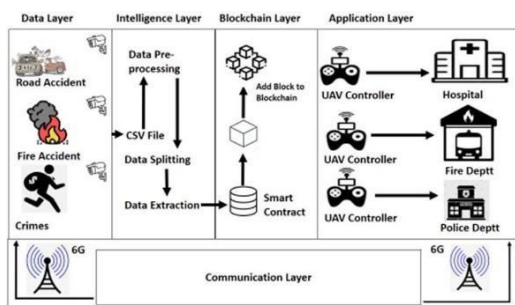 Data Layer
Intelligence Layer
Blockchain Layer
Application Layer
Road Accident
Fire Accident
Crimes
Data Pre-
processing
CSV File
Data Splitting
Data Extraction
Add Block to
Blockchain
Smart
Contract
UAV Controller
Hospital
UAV Controller
Fire Deptt
UAV Controller
Police Deptt
6G
Communication Layer
6G